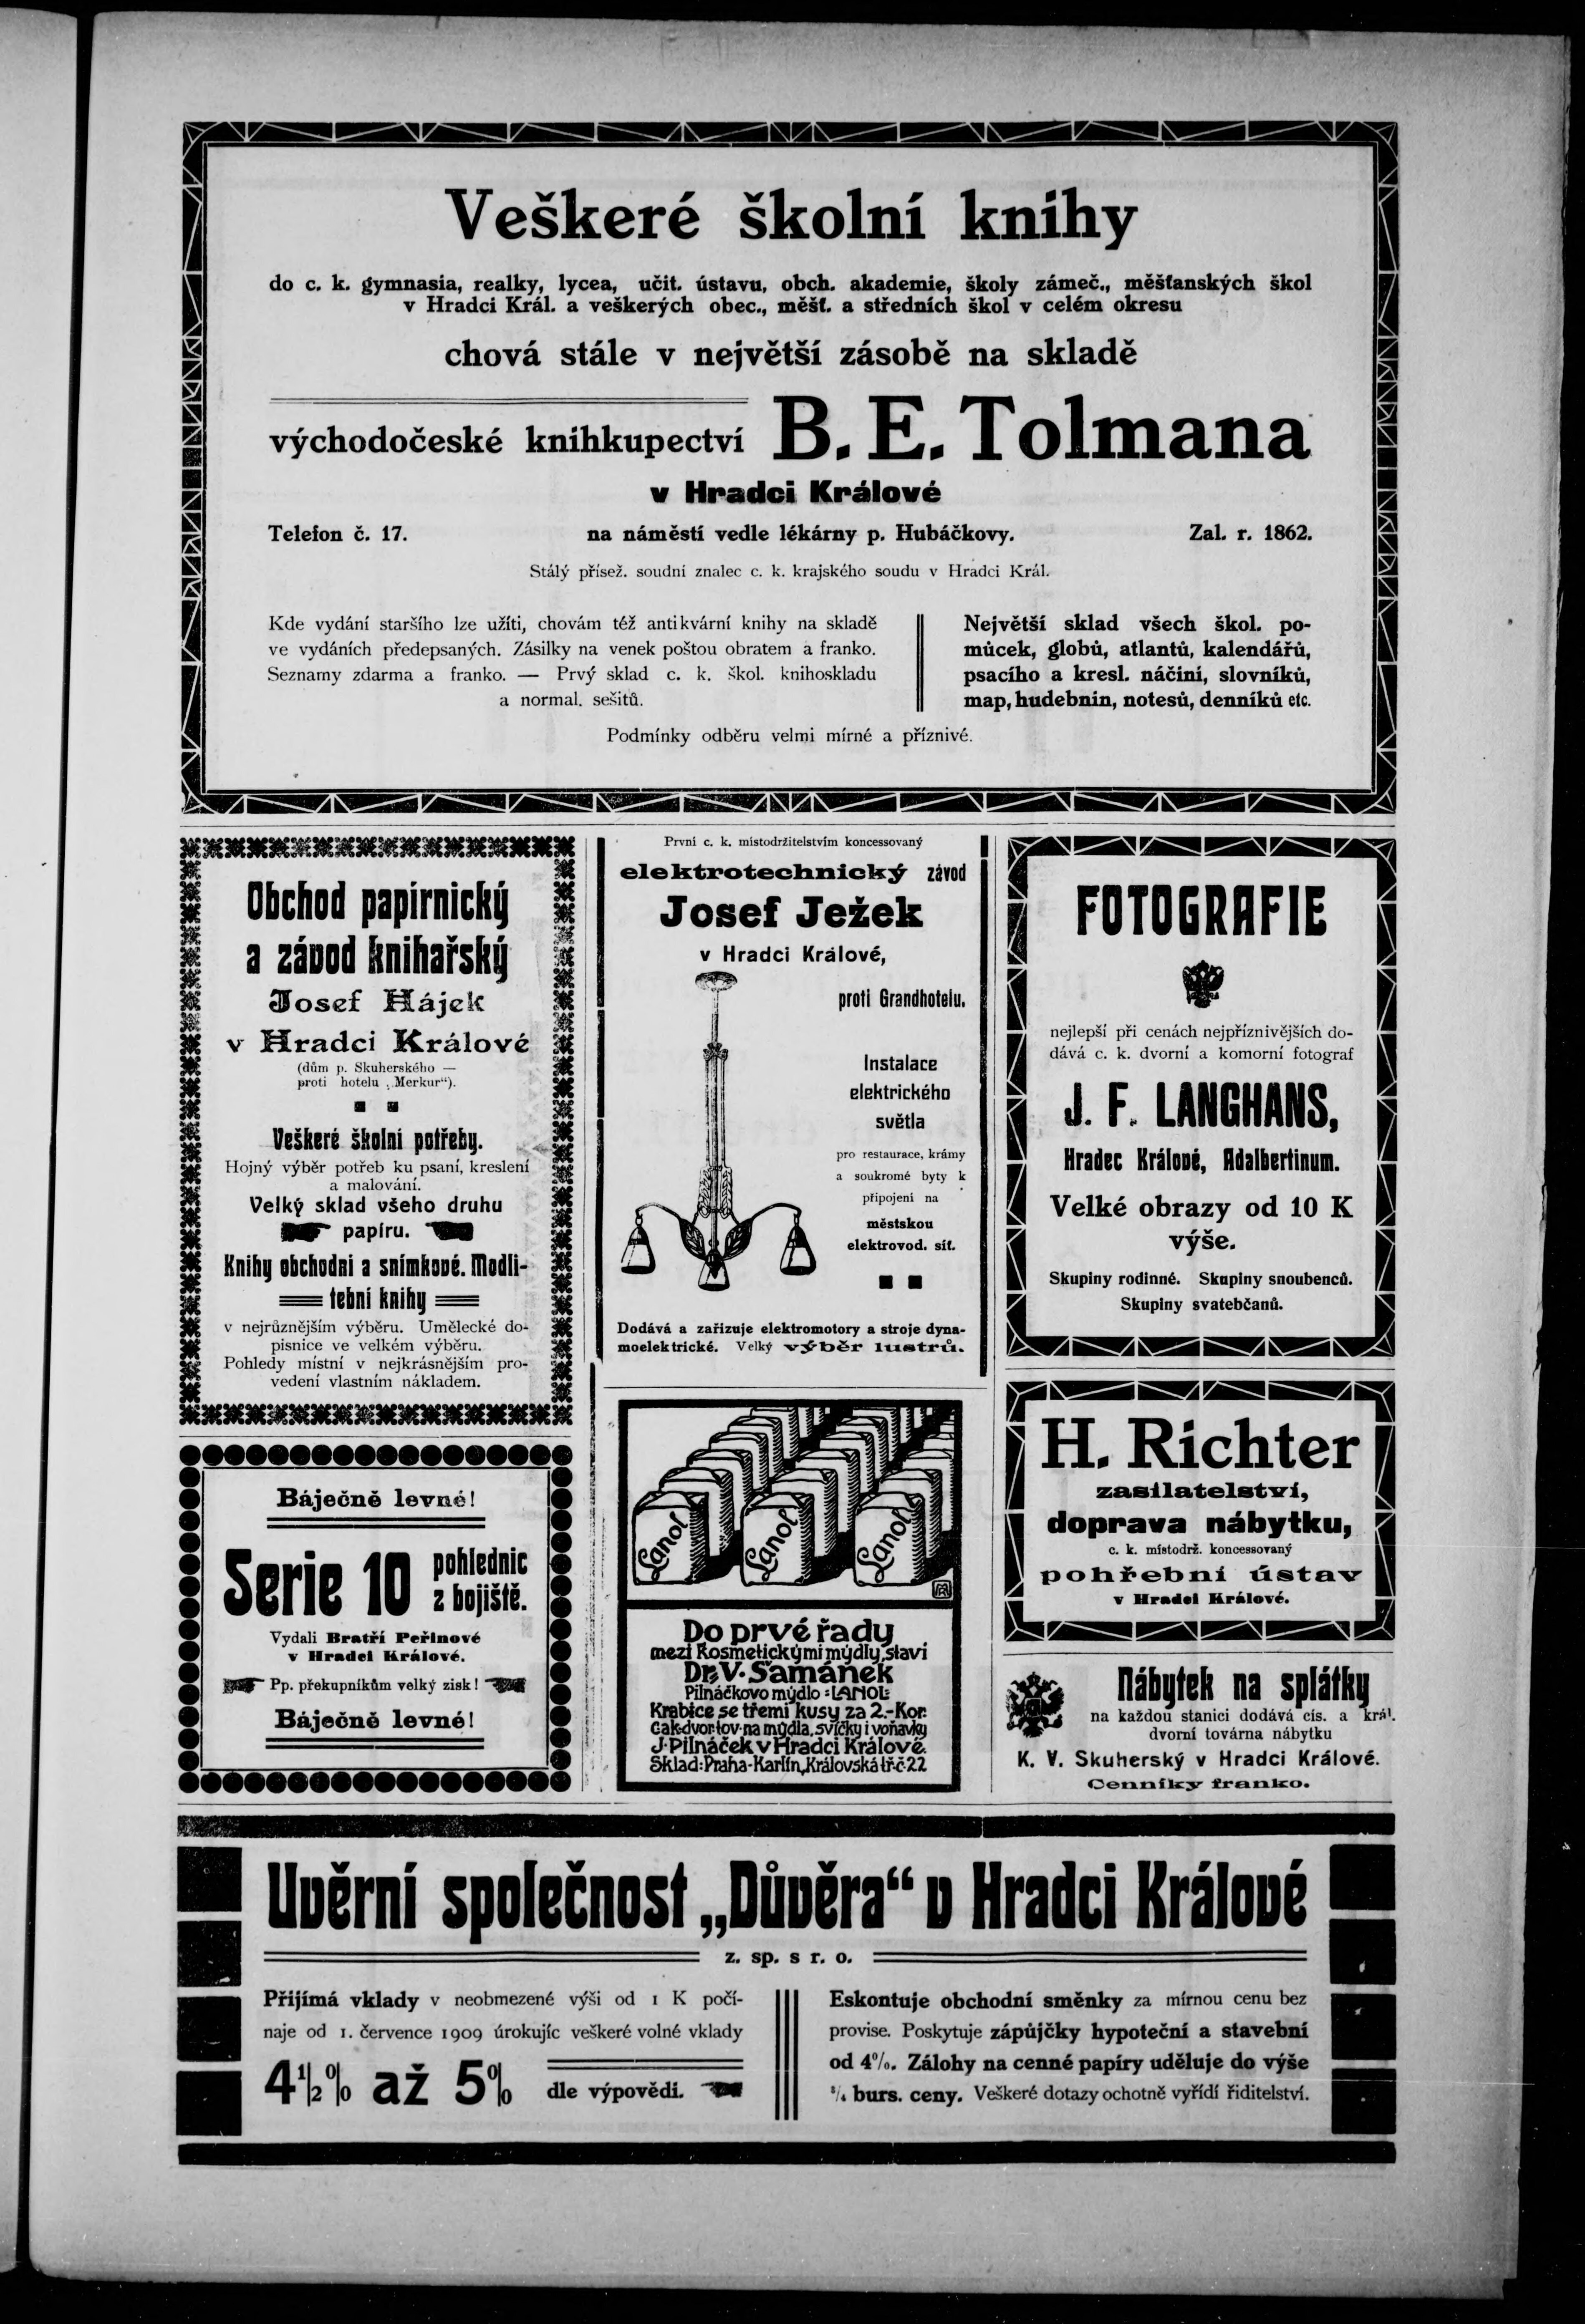 Veškeré školní knihy
do c. k. gymnasia, realky, lycea, učit. ústavu, obch. akademie, školy zámeč., měšťanských škol
v Hradci Král. a veškerých obec., měšť. a středních škol v celém okresu
chová stále v největší zásobě na skladě
východočeské knihkupectví B. E. Tolmana
v Hradci Králové
Telefon č. 17. na náměstí vedle lékárny p. Hubáčkovy. Zal. r. 1862.
Stálý přísež. soudní znalec c. k. krajského soudu v Hradci Král.
Kde vydání staršího lze užíti, chovám též antikvární knihy na skladě
ve vydáních předepsaných. Zásilky na venek poštou obratem a franko.
Seznamy zdarma a franko. — Prvý sklad c. k. škol. knihoskladu
a normal. sešitů.
Největší sklad všech škol. po-
můcek, globů, atlantů, kalendářů,
psacího a kresl. náčiní, slovníků,
map, hudebnin, notesů, denníků etc.
Podmínky odběru velmi mírné a příznivé.
Obchod papírnický
a závod knihařský
Josef Hájek
v Hradci Králové
(dům p. Skuherského —
proti hotelu „Merkur“).
Veškeré školní potřeby.
Hojný výběr potřeb ku psaní, kreslení
a malování.
Velký sklad všeho druhu
papíru.
Knihy obchodní a snímkové. Modli-
tební knihy
v nejrůznějším výběru. Umělecké do-
pisnice ve velkém výběru.
Pohledy místní v nejkrásnějším pro-
vedení vlastním nákladem.
Báječně levné!
Serie 10 pohlednic
z bojiště.
Vydali Bratří Peřinové
v Hradci Králové.
Pp. překupníkům velký zisk!
Báječně levné!
První c. k. místodržitelstvím koncessovaný
elektrotechnický závod
Josef Ježek
v Hradci Králové,
proti Grandhotelu.
Instalace
elektrického
světla
pro restaurace, krámy
a soukromé byty k
připojení na
městskou
elektrovod. síť.
Dodává a zařizuje elektromotory a stroje dyna-
moelektrické. Velký výběr lustrů.
Lanol Lanol Lanol
Do prvé řady
mezi kosmetickými mýdly staví
Dr. V. Šamánek
Pilnáčkovo mýdlo :LANOL:
Krabice se třemi kusy za 2.- Kor.
C.a k. dvor. tov. na mýdla, svíčky i voňavky
J. Pilnáček v Hradci Králové.
Sklad: Praha-Karlín, Královská tř. č. 22
FOTOGRAFIE
nejlepší při cenách nejpříznivějších do-
dává c. k. dvorní a komorní fotograf
J. F. LANGHANS,
Hradec Králové, Adalbertinum.
Velké obrazy od 10 K
výše.
Skupiny rodinné. Skupiny snoubenců.
Skupiny svatebčanů.
H. Richter
zasilatelství,
doprava nábytku,
c. k. místodrž. koncessovaný
pohřební ústav
v Hradci Králové.
Nábytek na splátky
na každou stanici dodává cís. a král.
dvorní továrna nábytku
K. V. Skuherský v Hradci Králové.
Cenníky franko.
Uvěrní společnost „Důvěra“ v Hradci Králové
z. sp. s r. o.
Přijímá vklady v neobmezené výši od 1 K počí-
naje od 1. července 1909 úrokujíc veškeré volné vklady
4 1/2 % až 5% dle výpovědi.
Eskontuje obchodní směnky za mírnou cenu bez
provise. Poskytuje zápůjčky hypoteční a stavební
od 4%. Zálohy na cenné papíry uděluje do výše
3/4 burs. ceny. Veškeré dotazy ochotně vyřídí ředitelství.